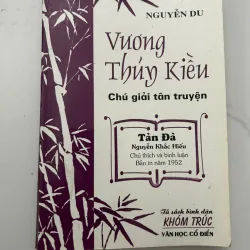 NGUYỄN DU
Vương
Thúy Kiều
Chú giải tân truyện
Tản Đà
Nguyễn Khắc Hiếu
Chú thích và bình luận
Bản in năm 1952
Tủ sách bình dân
KHÓM TRÚC
VĂN HỌC CỔ ĐIỂN